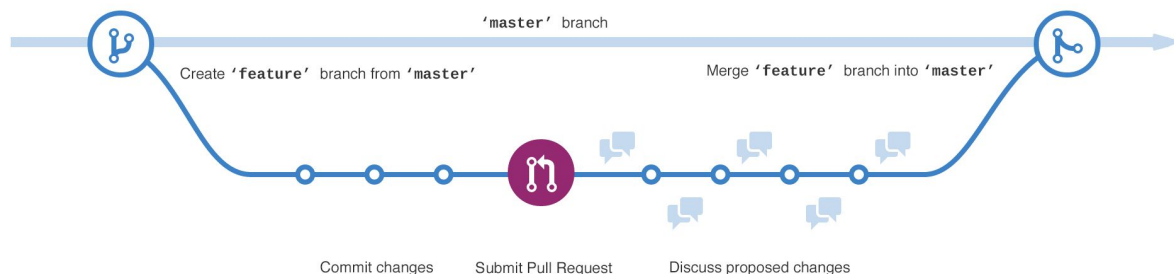 ‘master’ branch
Create ‘feature’ branch from ‘master’
Merge ‘feature’ branch into ‘master’
Commit changes
Submit Pull Request
Discuss proposed changes